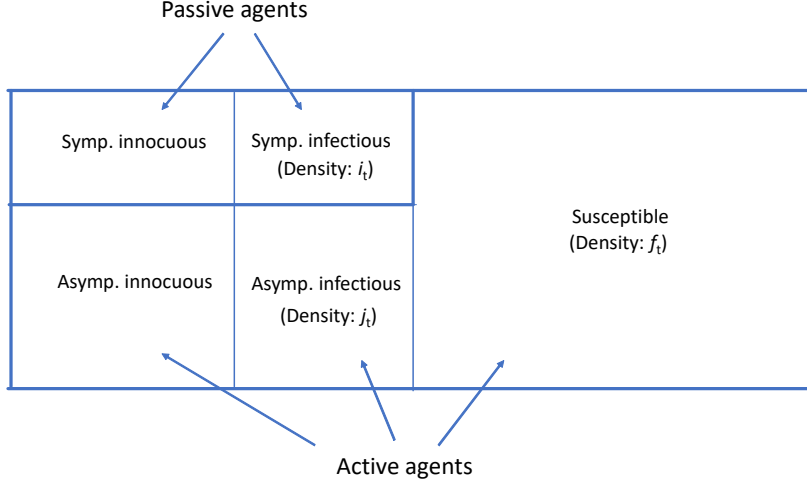 Passive agents
Symp. innocuous
Symp. infectious
(Density: it)
Susceptible
(Density: ft)
Asymp. innocuous
Asymp. infectious
(Density: jt)
Active agents